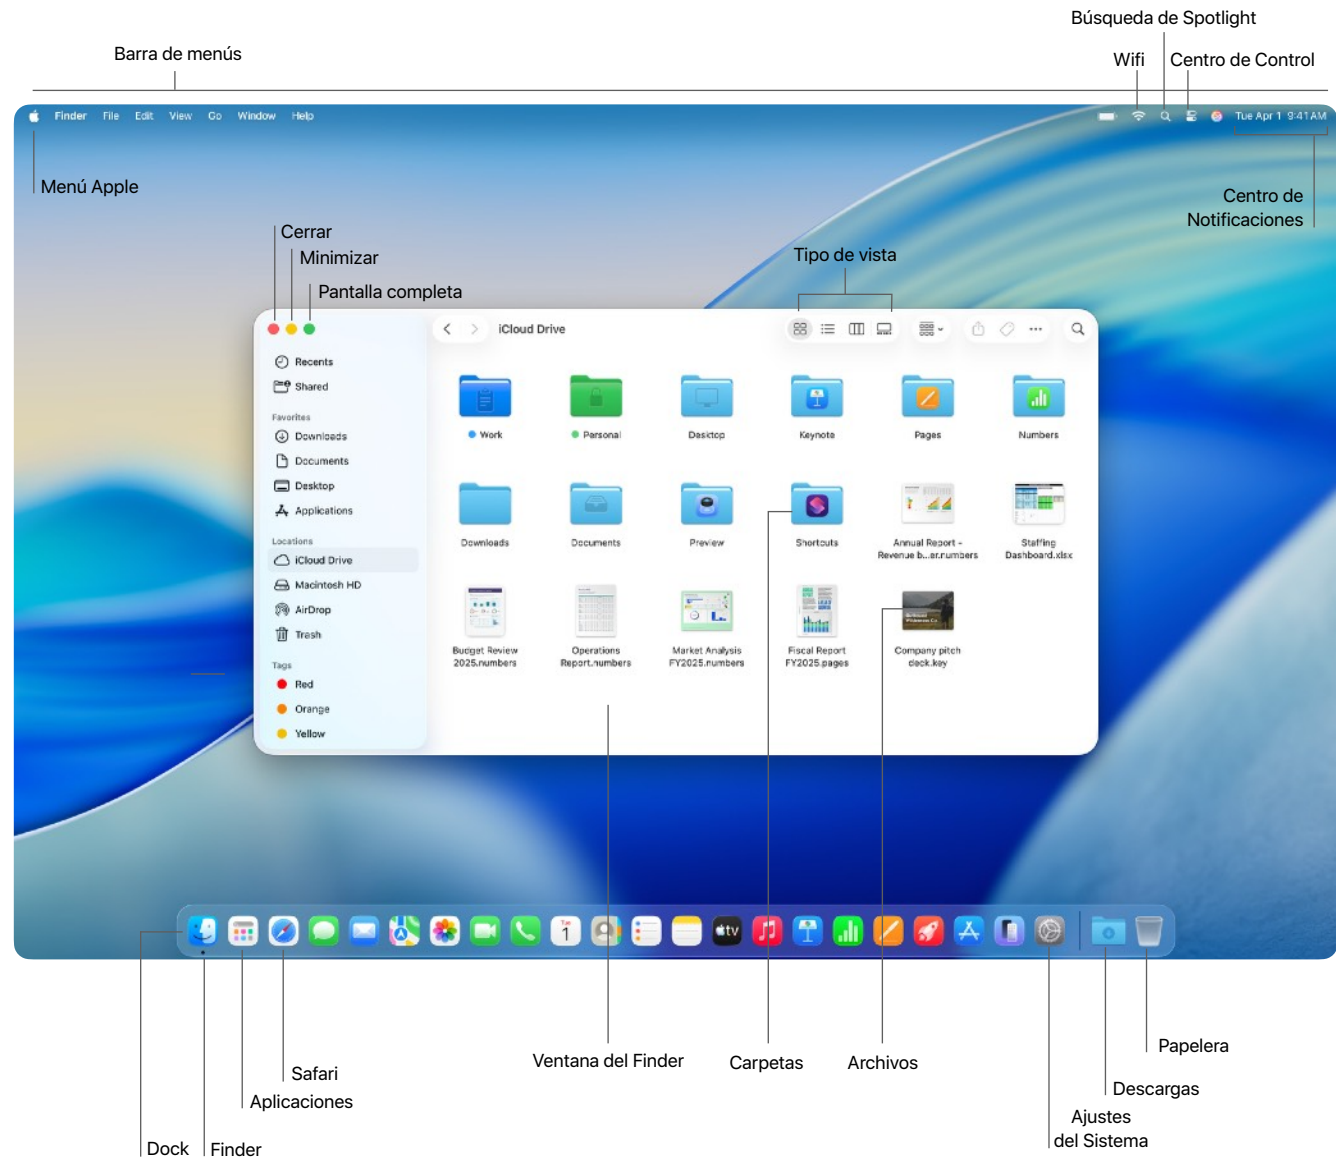 Búsqueda de Spotlight
Barra de menús
Wifi
Centro de Control
Finder File Edit View Go Window Help
Tue Apr 1 9:41 AM
Menú Apple
Centro de
Notificaciones
Cerrar
Minimizar
Pantalla completa
Tipo de vista
iCloud Drive
Recents
Shared
Favorites
Downloads
Documents
Desktop
Applications
Locations
iCloud Drive
Macintosh HD
AirDrop
Trash
Tags
Red
Orange
Yellow
Work
Personal
Desktop
Keynote
Pages
Numbers
Downloads
Documents
Preview
Shortcuts
Annual Report -
Revenue b...er.numbers
Staffing
Dashboard.xlsx
Budget Review
2025.numbers
Operations
Report.numbers
Market Analysis
FY2025.numbers
Fiscal Report
FY2025.pages
Company pitch
deck.key
Tue
1
tv
Ventana del Finder
Carpetas
Archivos
Papelera
Safari
Aplicaciones
Descargas
Ajustes
del Sistema
Dock
Finder